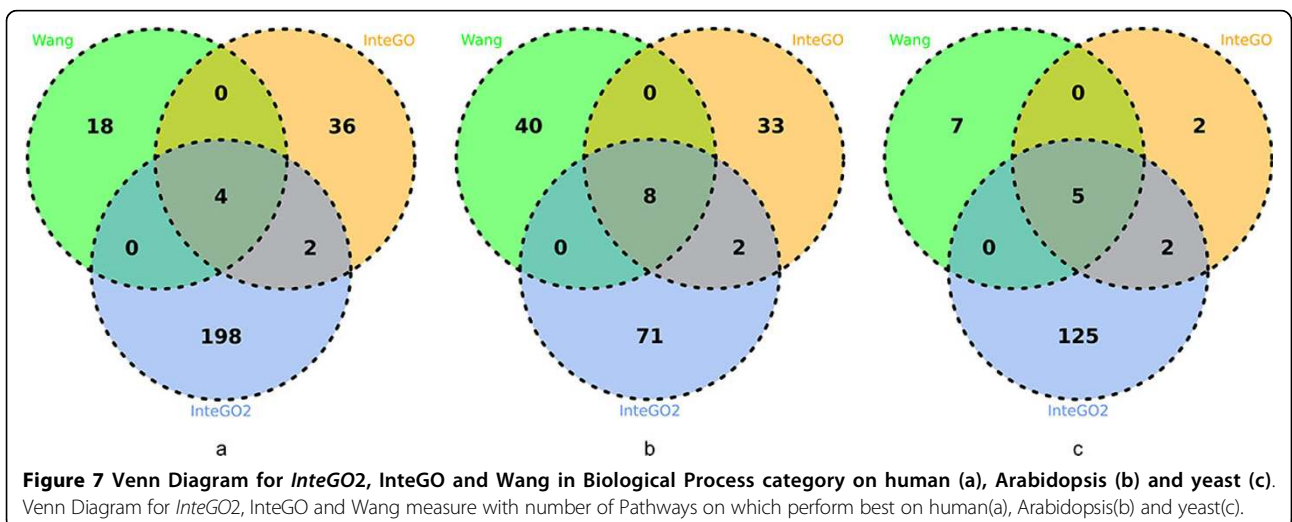 Wang
InteGO
0
18
36
4
0
2
198
InteGO2
a
Wang
InteGO
0
40
33
8
0
2
71
InteGO2
b
Wang
InteGO
0
7
2
5
0
2
125
InteGO2
c
Figure 7 Venn Diagram for InteGO2, InteGO and Wang in Biological Process category on human (a), Arabidopsis (b) and yeast (c).
Venn Diagram for InteGO2, InteGO and Wang measure with number of Pathways on which perform best on human(a), Arabidopsis(b) and yeast(c).